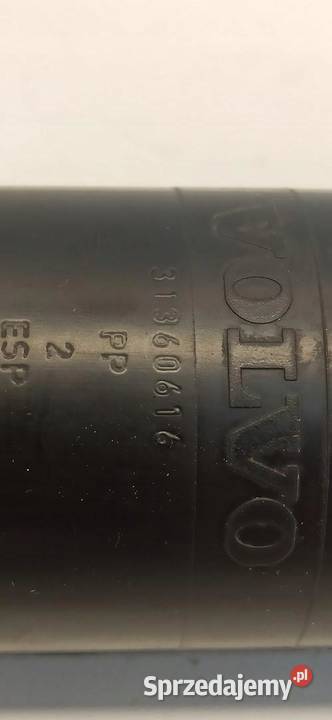 VOLVO
31360616
PP
2
ESP
Sprzedajemy.pl